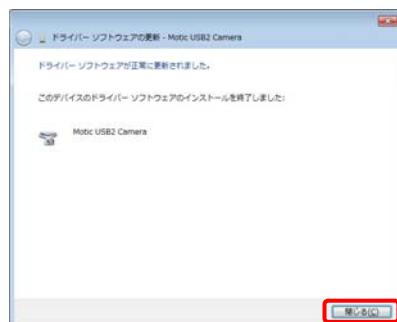 ドライバー ソフトウェアの更新 - Motic USB2 Camera
ドライバー ソフトウェアが正常に更新されました。
このデバイスのドライバー ソフトウェアのインストールを終了しました:
Motic USB2 Camera
閉じる(C)